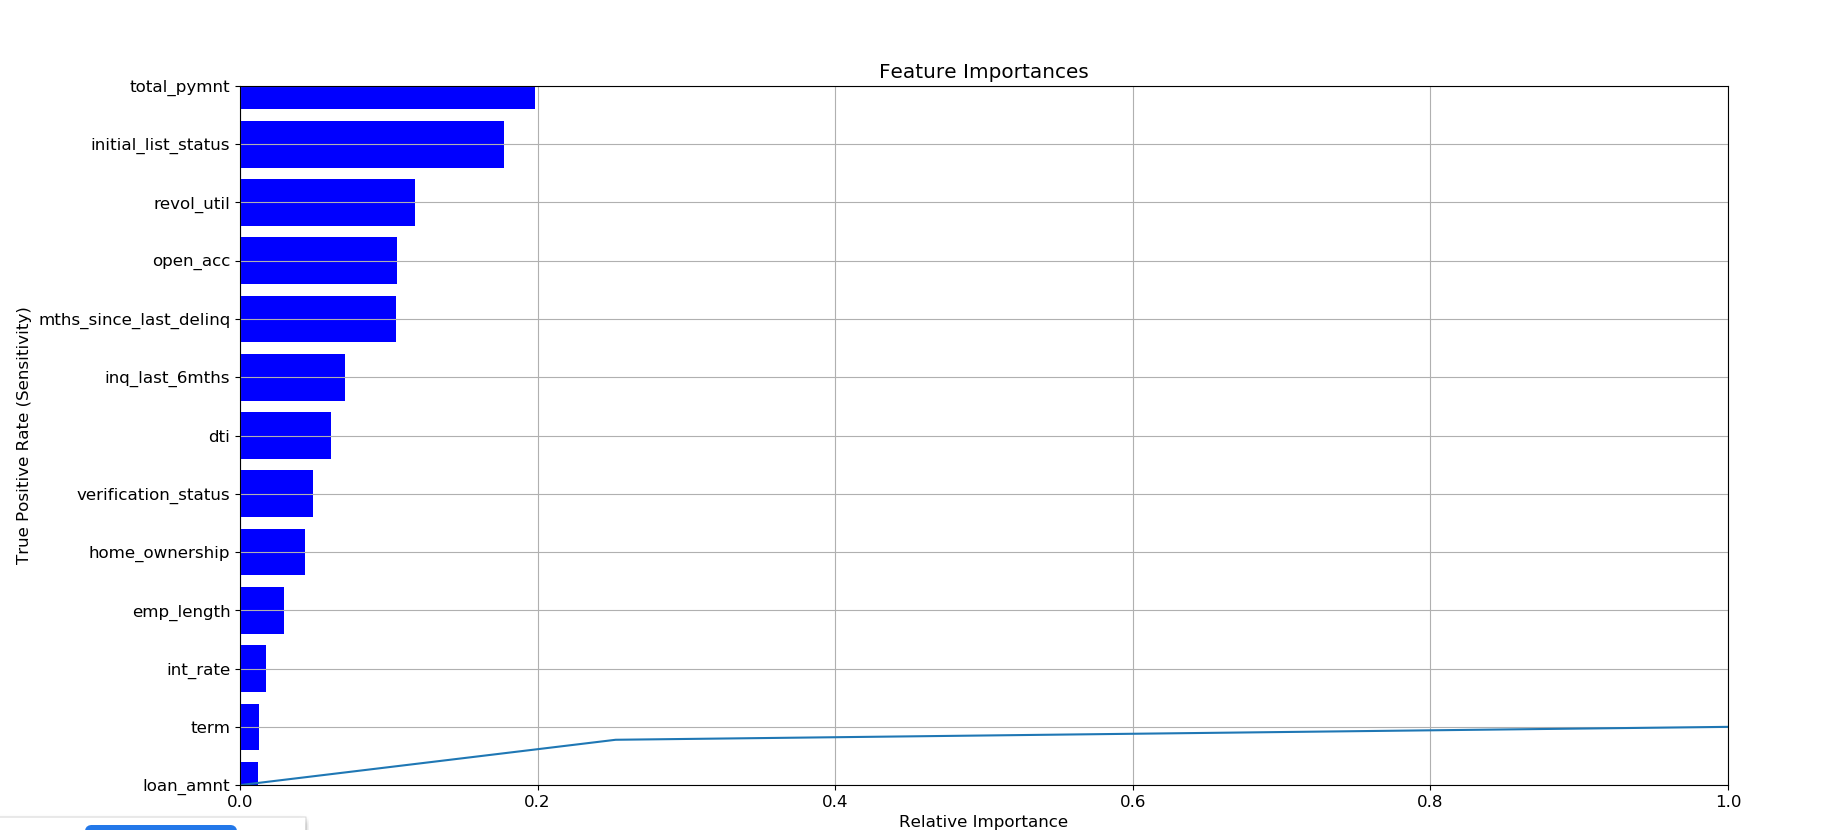 Feature Importances
total_pymnt
initial_list_status
revol_util
open_acc
mths_since_last_delinq
inq_last_6mths
dti
verification_status
home_ownership
emp_length
int_rate
term
loan_amnt
True Positive Rate (Sensitivity)
0.0 0.2 0.4 0.6 0.8 1.0
Relative Importance